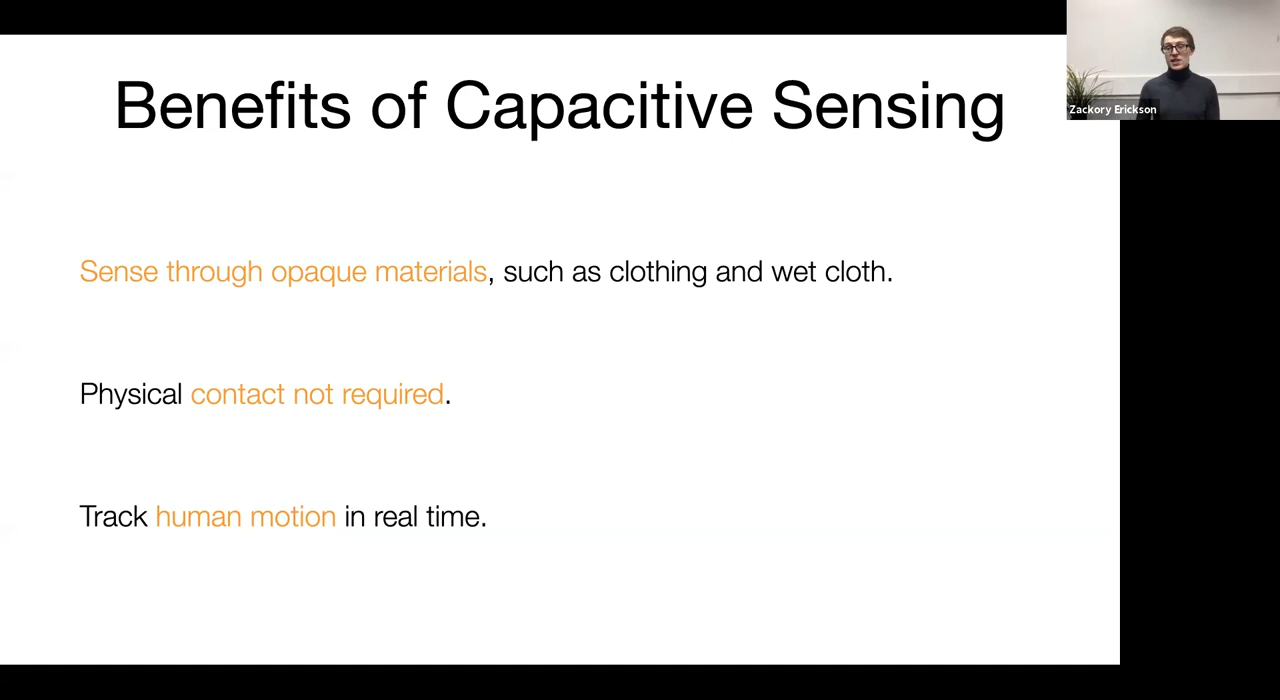 Benefits of Capacitive Sensing
Zackory Erickson
Sense through opaque materials, such as clothing and wet cloth.
Physical contact not required.
Track human motion in real time.